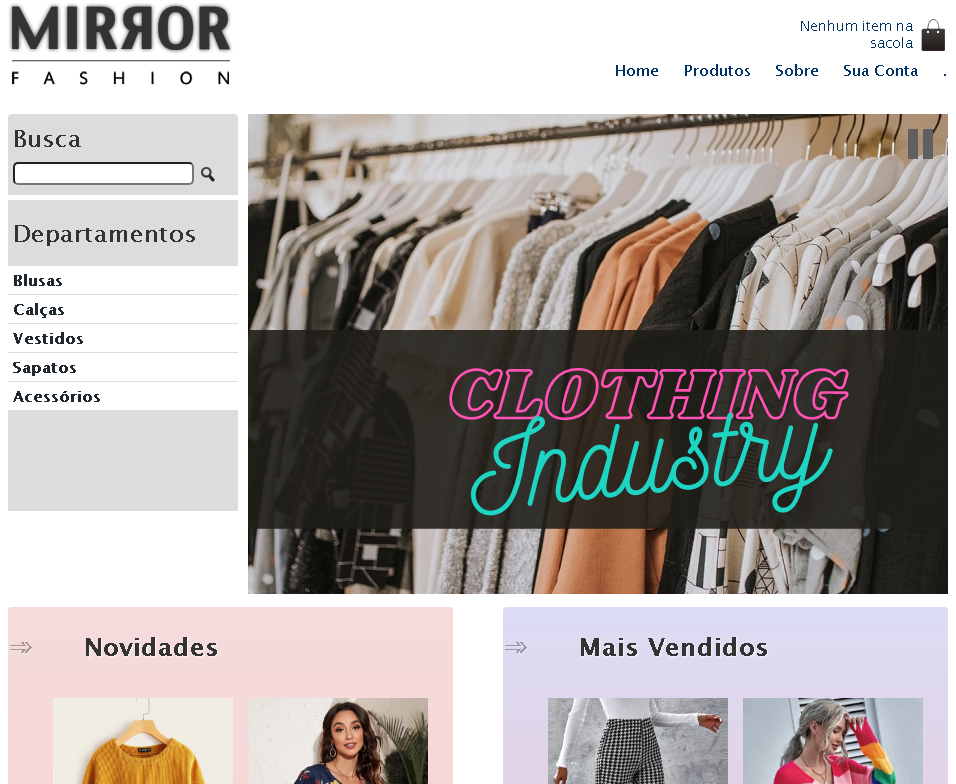 MIRROR
FASHION
Nenhum item na
sacola
Home Produtos Sobre Sua Conta .
Busca
Departamentos
Blusas
Calças
Vestidos
Sapatos
Acessórios
CLOTHING
Industry
Novidades
Mais Vendidos